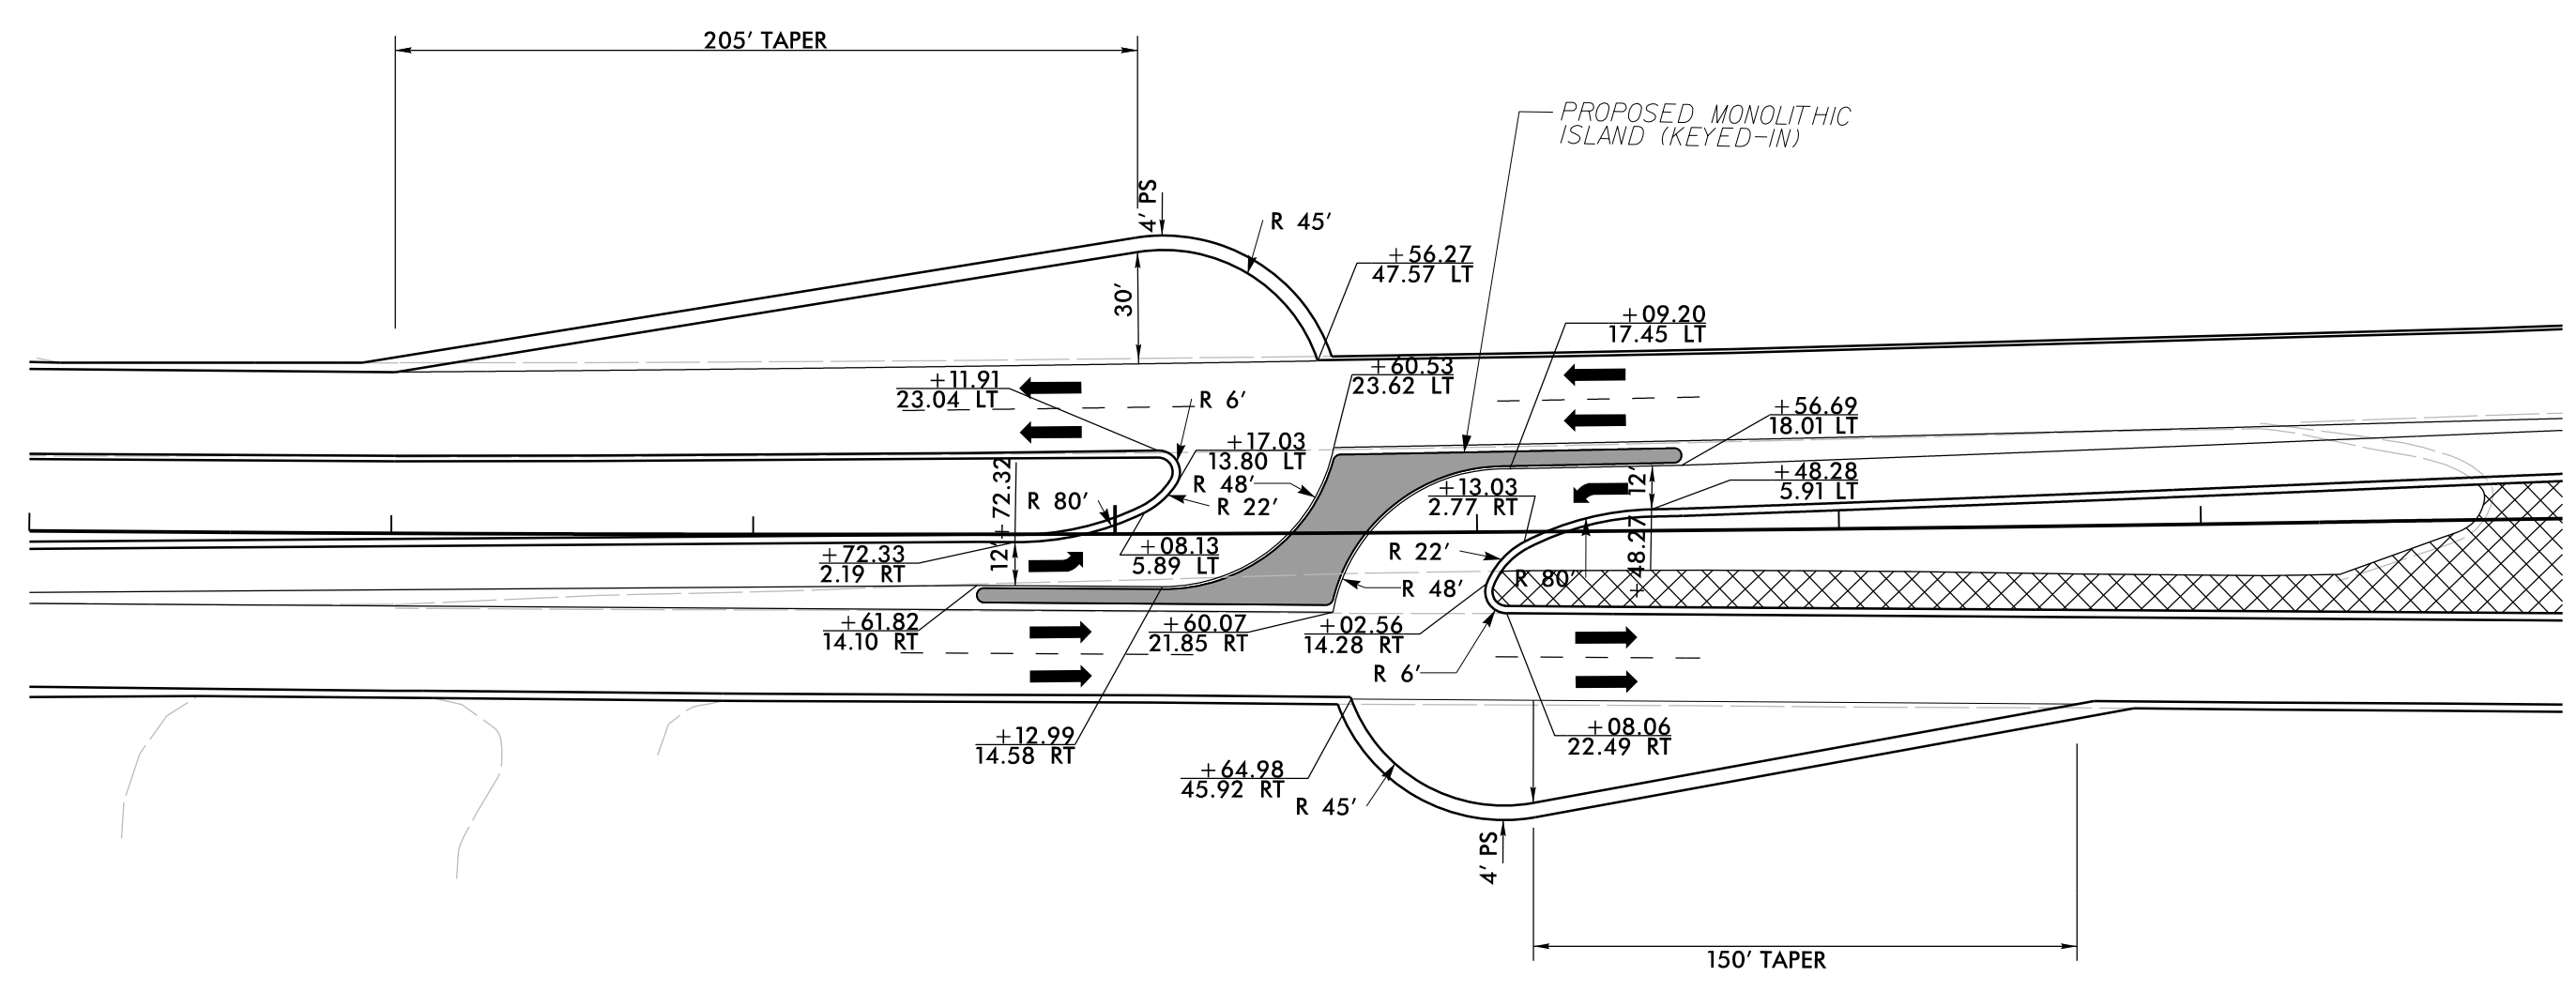 205' TAPER
PROPOSED MONOLITHIC
ISLAND (KEYED-IN)
4' PS
R 45'
+56.27
47.57 LT
30'
+09.20
17.45 LT
+60.53
23.62 LT
+11.91
23.04 LT
R 6'
+56.69
18.01 LT
+17.03
13.80 LT
+48.28
5.91 LT
R 48'
12'
+72.32
R 80'
R 22'
+13.03
2.77 RT
+72.33
2.19 RT
12'
+08.13
5.89 LT
R 22'
+48.27
R 80'
R 48'
+61.82
14.10 RT
+60.07
21.85 RT
+02.56
14.28 RT
R 6'
+12.99
14.58 RT
+08.06
22.49 RT
+64.98
45.92 RT
R 45'
4' PS
150' TAPER